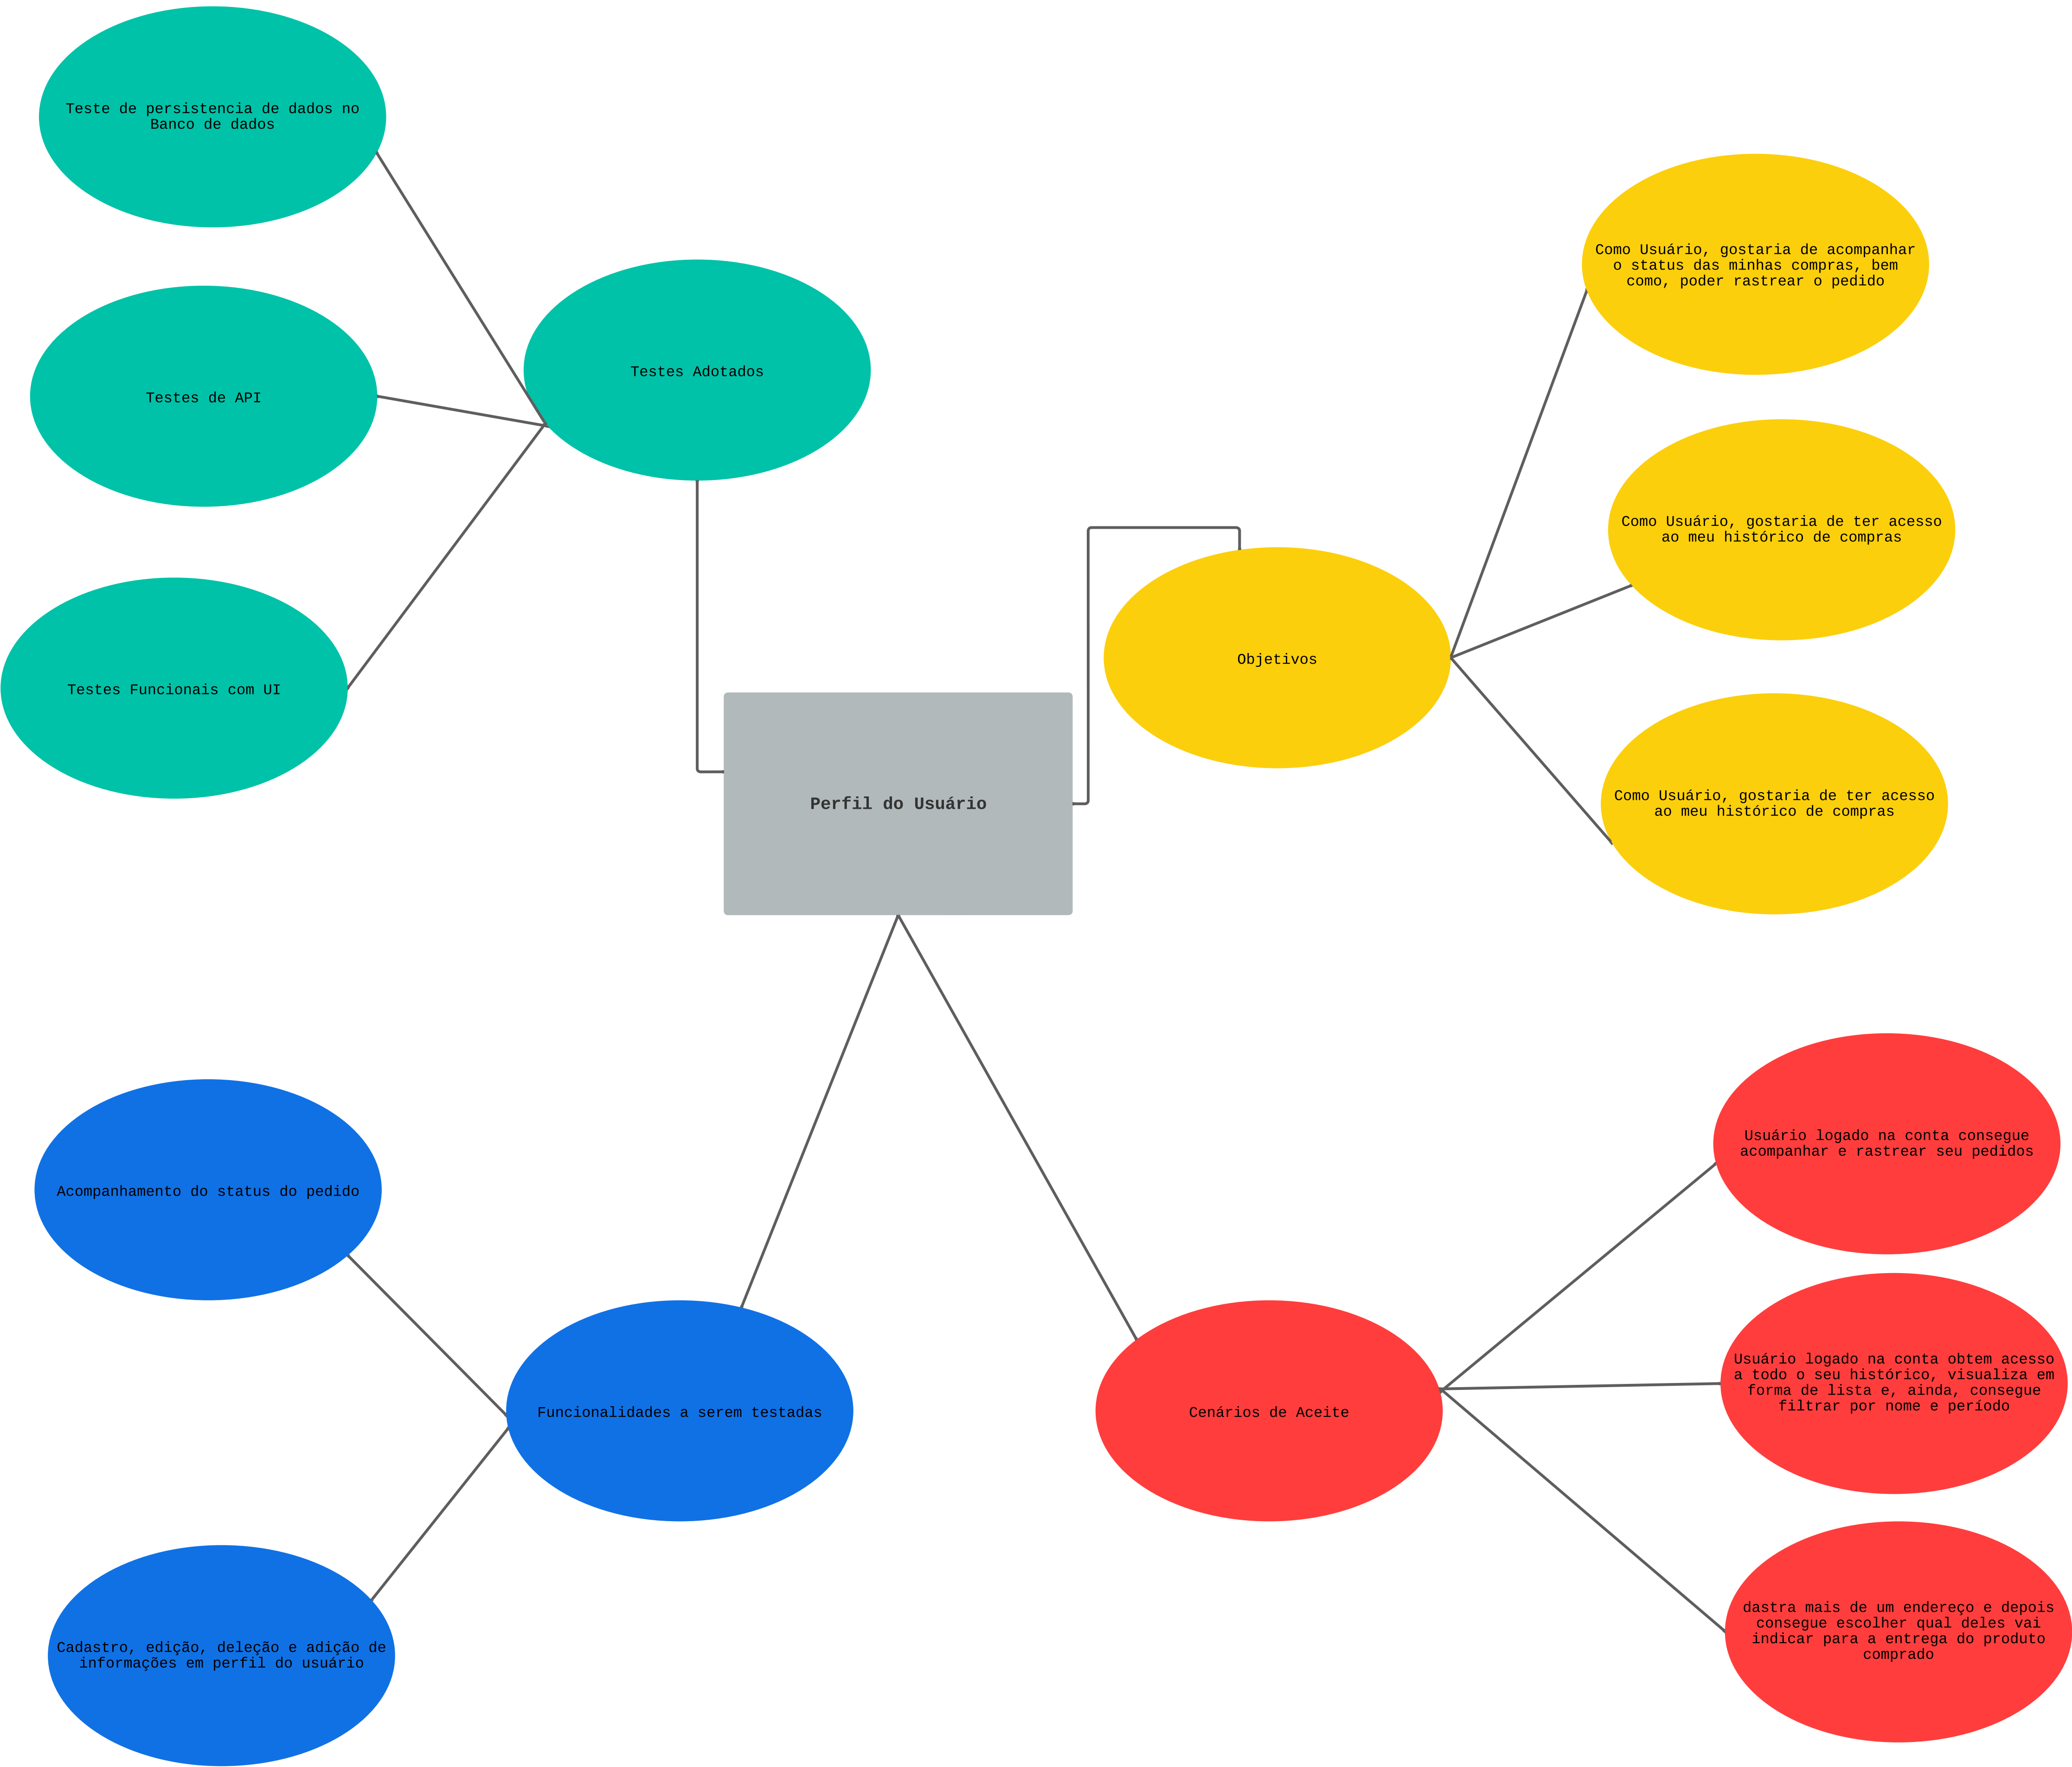 Teste de persistencia de dados no
Banco de dados
Testes de API
Testes Funcionais com UI
Testes Adotados
Perfil do Usuário
Objetivos
Como Usuário, gostaria de acompanhar
o status das minhas compras, bem
como, poder rastrear o pedido
Como Usuário, gostaria de ter acesso
ao meu histórico de compras
Como Usuário, gostaria de ter acesso
ao meu histórico de compras
Acompanhamento do status do pedido
Funcionalidades a serem testadas
Cadastro, edição, deleção e adição de
informações em perfil do usuário
Cenários de Aceite
Usuário logado na conta consegue
acompanhar e rastrear seu pedidos
Usuário logado na conta obtem acesso
a todo o seu histórico, visualiza em
forma de lista e, ainda, consegue
filtrar por nome e período
dastra mais de um endereço e depois
consegue escolher qual deles vai
indicar para a entrega do produto
comprado